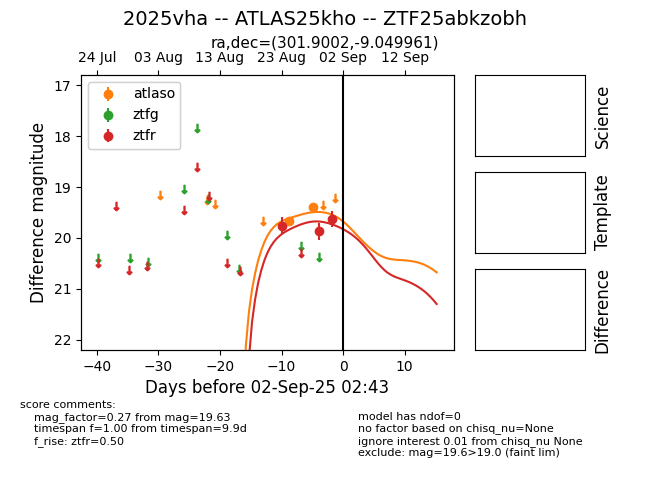 2025vha -- ATLAS25kho -- ZTF25abkzobh
ra,dec=(301.9002,-9.049961)
24 Jul 03 Aug 13 Aug 23 Aug 02 Sep 12 Sep
atlaso
ztfg
ztfr
17
18
19
20
21
22
Difference magnitude
−40 −30 −20 −10 0 10
Days before 02-Sep-25 02:43
Science
Template
Difference
score comments:
mag_factor=0.27 from mag=19.63
timespan f=1.00 from timespan=9.9d
f_rise: ztfr=0.50
model has ndof=0
no factor based on chisq_nu=None
ignore interest 0.01 from chisq_nu None
exclude: mag=19.6>19.0 (faint lim)